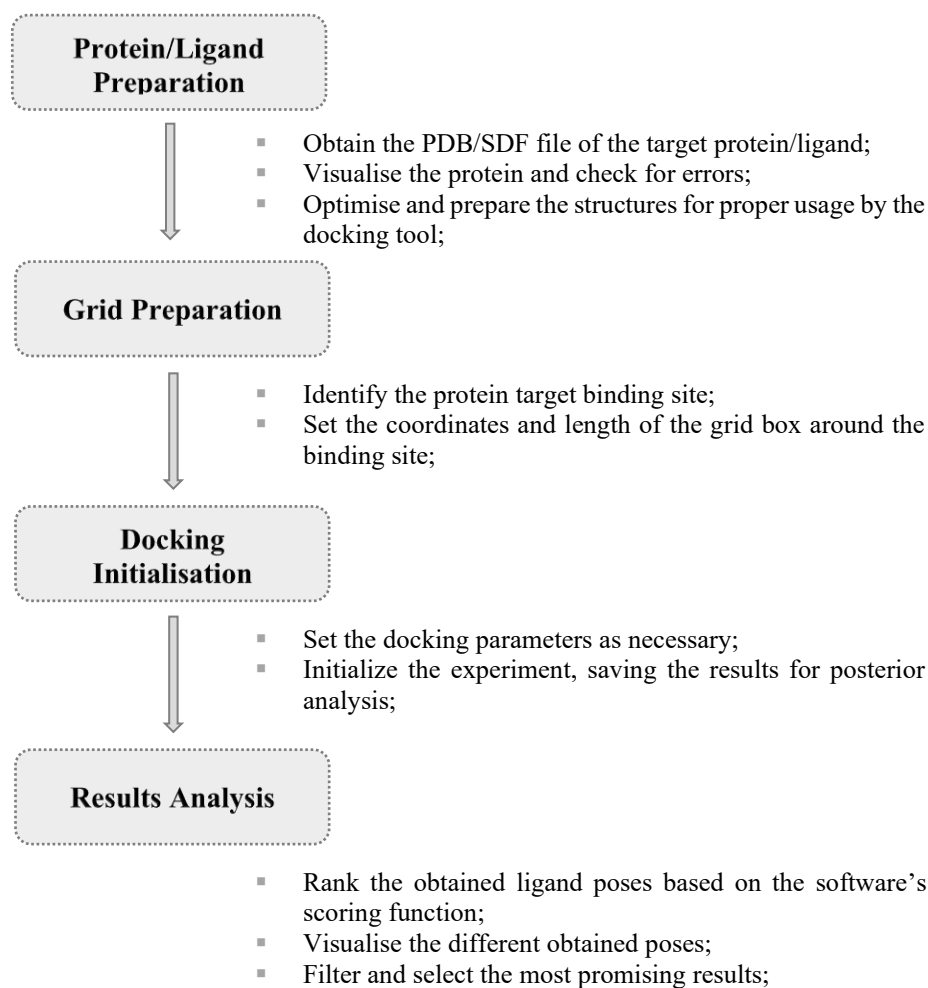 Protein/Ligand
Preparation
▪ Obtain the PDB/SDF file of the target protein/ligand;
▪ Visualise the protein and check for errors;
▪ Optimise and prepare the structures for proper usage by the
docking tool;
Grid Preparation
▪ Identify the protein target binding site;
▪ Set the coordinates and length of the grid box around the
binding site;
Docking
Initialisation
▪ Set the docking parameters as necessary;
▪ Initialize the experiment, saving the results for posterior
analysis;
Results Analysis
▪ Rank the obtained ligand poses based on the software’s
scoring function;
▪ Visualise the different obtained poses;
▪ Filter and select the most promising results;